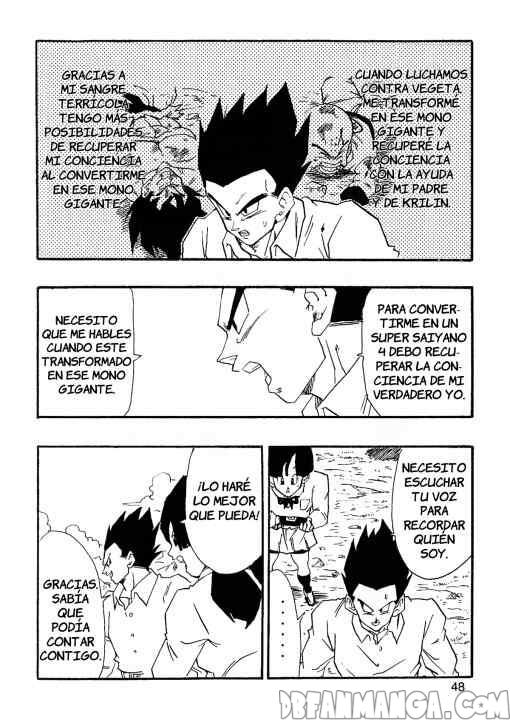 CUANDO LUCHAMOS
CONTRA VEGETA
ME TRANSFORMÉ
EN ESE MONO
GIGANTE Y
RECUPERÉ LA
CONCIENCIA
CON LA AYUDA
DE MI PADRE
Y DE KRILIN.
GRACIAS A
MI SANGRE
TERRÍCOLA
TENGO MÁS
POSIBILIDADES
DE RECUPERAR
MI CONCIENCIA
AL CONVERTIRME
EN ESE MONO
GIGANTE.
PARA CONVER-
TIRME EN UN
SUPER SAIYANO
4 DEBO RECU-
PERAR LA CON-
CIENCIA DE MI
VERDADERO YO.
NECESITO
QUE ME HABLES
CUANDO ESTE
TRANSFORMADO
EN ESE MONO
GIGANTE.
NECESITO
ESCUCHAR
TU VOZ
PARA
RECORDAR
QUIÉN
SOY.
......
¡LO HARÉ
LO MEJOR
QUE PUEDA!
GRACIAS.
SABÍA
QUE
PODÍA
CONTAR
CONTIGO.
48
DBFANMANGA.COM